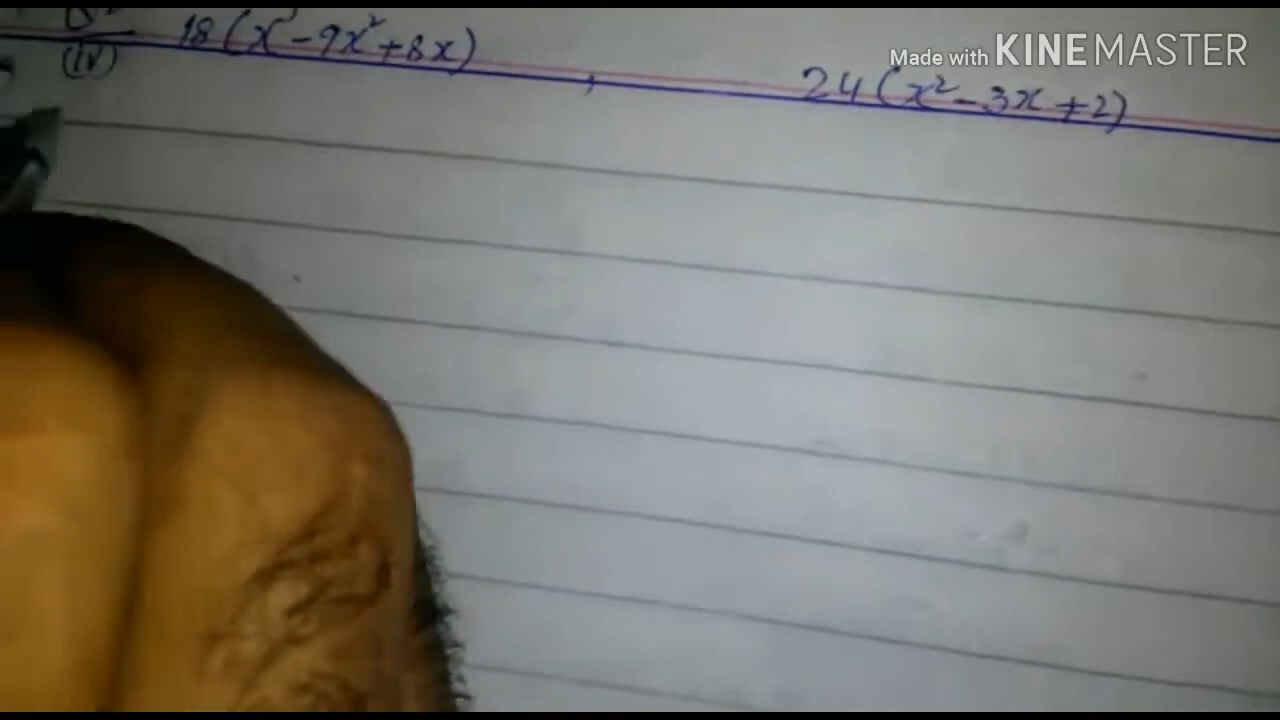 Made with KINEMASTER
(iv) 18(x³-9x²+8x) , 24(x²-3x+2)